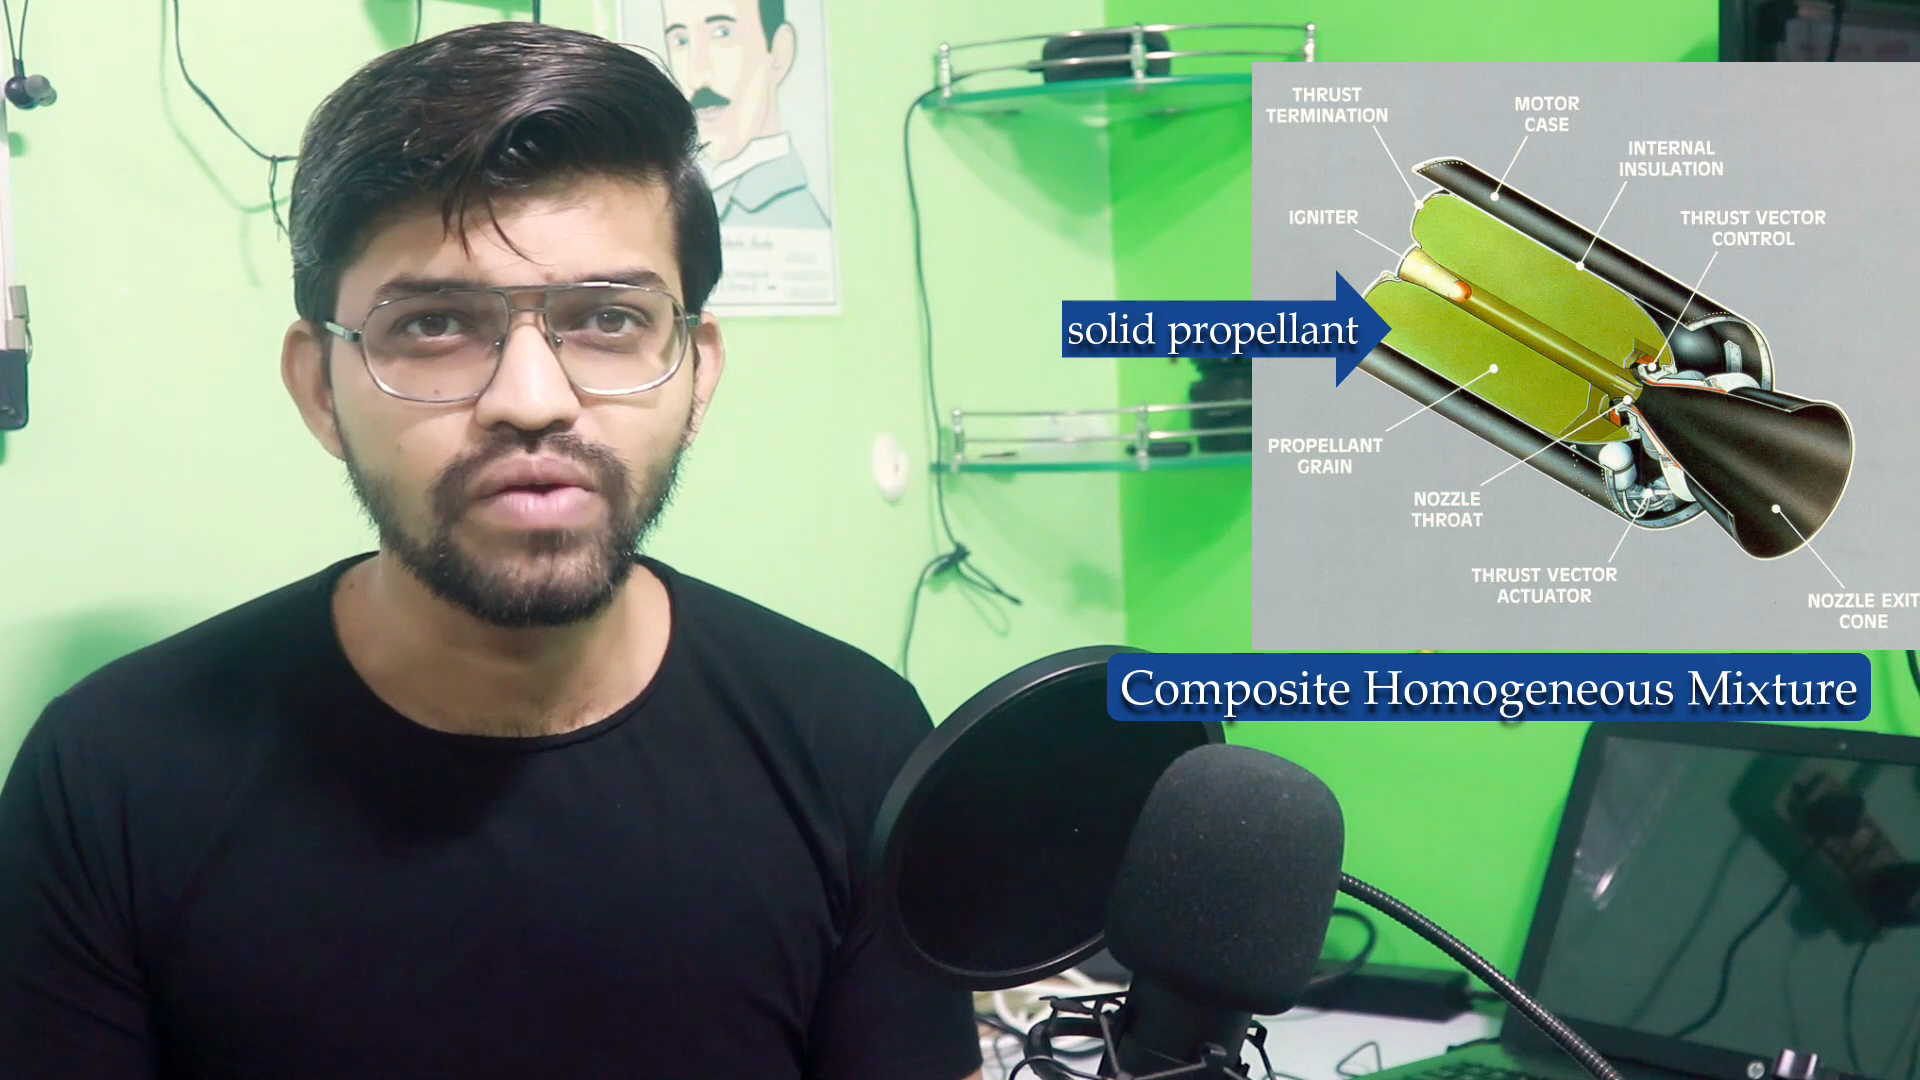 THRUST
TERMINATION
MOTOR
CASE
INTERNAL
INSULATION
IGNITER
THRUST VECTOR
CONTROL
solid propellant
PROPELLANT
GRAIN
NOZZLE
THROAT
THRUST VECTOR
ACTUATOR
NOZZLE EXIT
CONE
Composite Homogeneous Mixture